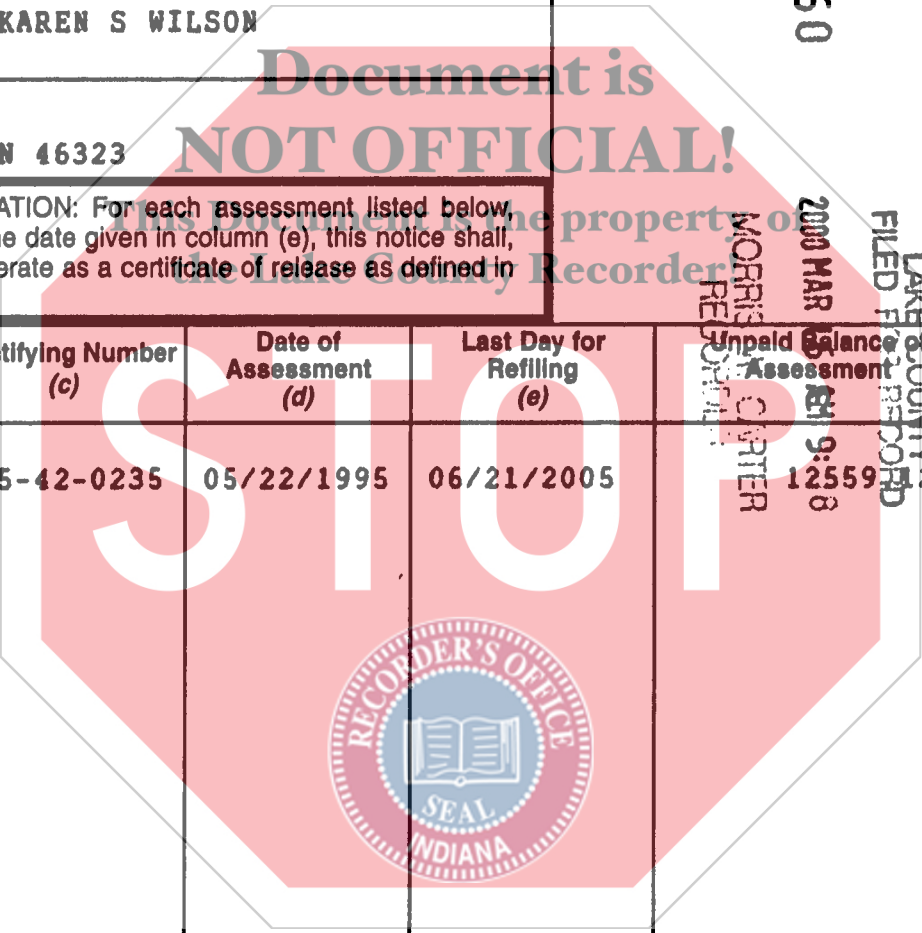 KAREN S WILSON
Document is
NOT OFFICIAL!
N 46323
This Document is the property of
the Lake County Recorder!
ATION: For each assessment listed below,
e date given in column (e), this notice shall,
erate as a certificate of release as defined in
tifying Number
(c)
Date of
Assessment
(d)
Last Day for
Refiling
(e)
Unpaid Balance of
Assessment
5-42-0235 05/22/1995 06/21/2005 12559
STOP
RECORDER'S OFFICE
SEAL
INDIANA
60
2000 MAR
MORRIS CARTER
RECORDER
LAKE COUNTY
FILED FOR RECORD